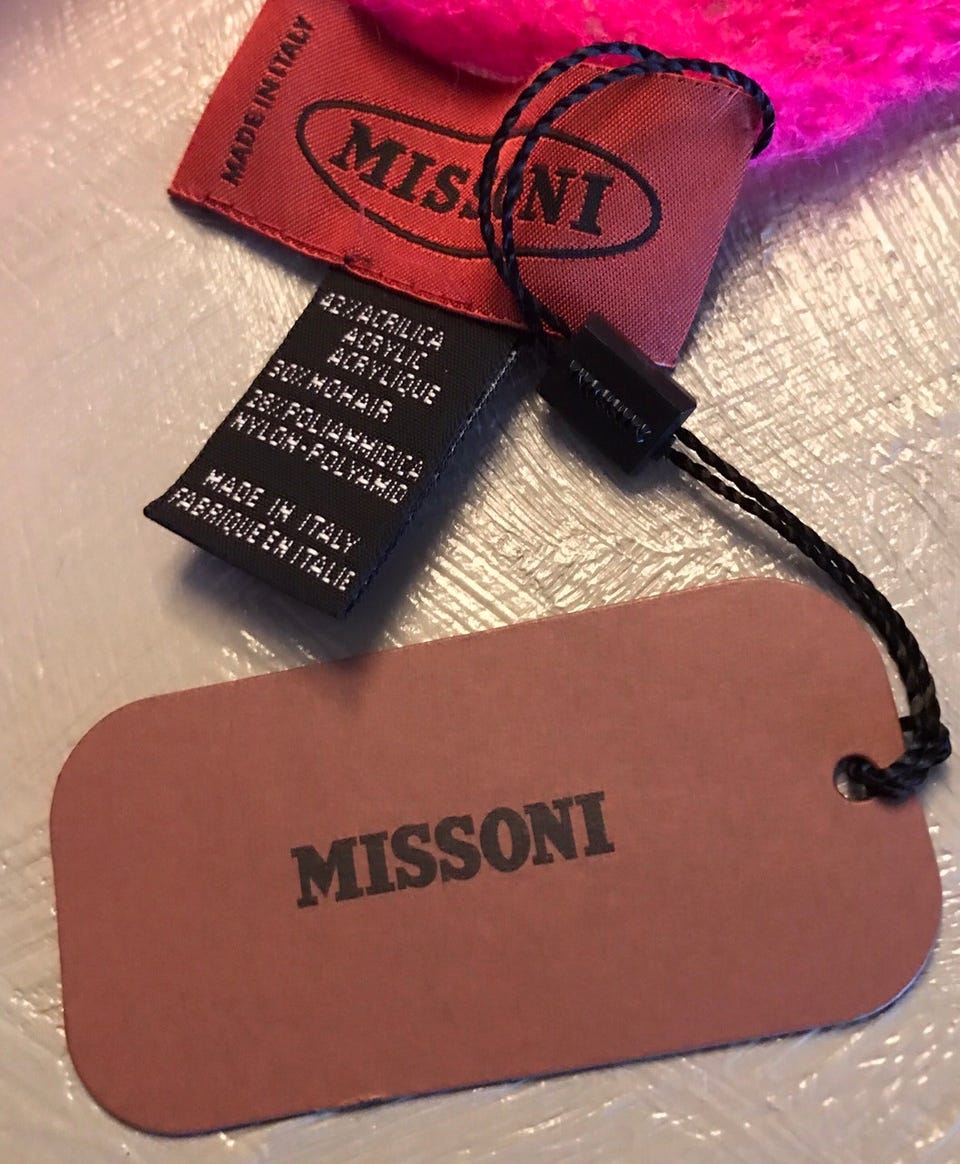 MADE IN ITALY
MISSONI
42%ACRILICA
ACRYLIC
ACRYLIQUE
30%MOHAIR
28%POLIAMMIDICA
NYLON-POLYAMID
MADE IN ITALY
FABRIQUE EN ITALIE
MISSONI